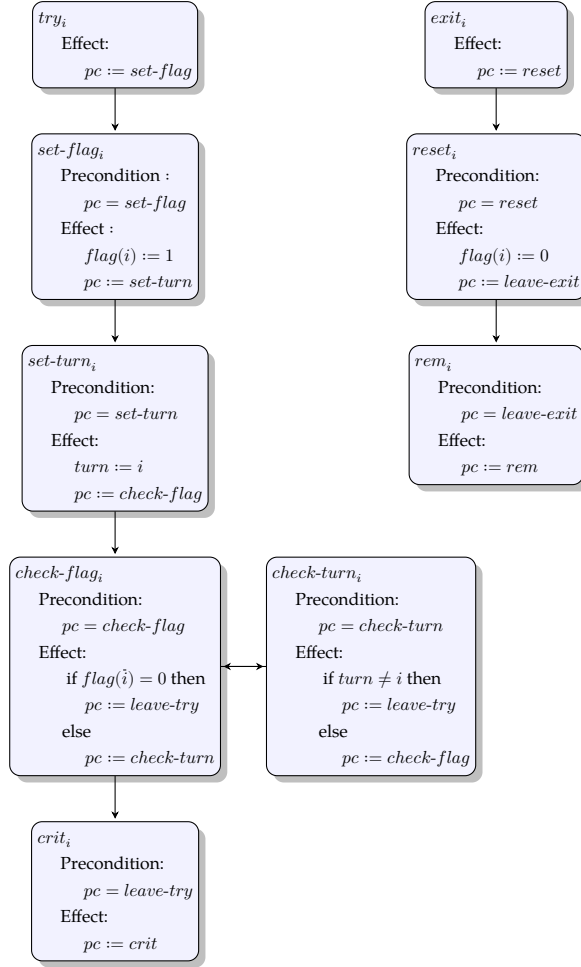 try_i
Effect:
pc := set-flag
set-flag_i
Precondition :
pc = set-flag
Effect :
flag(i) := 1
pc := set-turn
set-turn_i
Precondition:
pc = set-turn
Effect:
turn := i
pc := check-flag
check-flag_i
Precondition:
pc = check-flag
Effect:
if flag(ī) = 0 then
pc := leave-try
else
pc := check-turn
check-turn_i
Precondition:
pc = check-turn
Effect:
if turn ≠ i then
pc := leave-try
else
pc := check-flag
crit_i
Precondition:
pc = leave-try
Effect:
pc := crit
exit_i
Effect:
pc := reset
reset_i
Precondition:
pc = reset
Effect:
flag(i) := 0
pc := leave-exit
rem_i
Precondition:
pc = leave-exit
Effect:
pc := rem